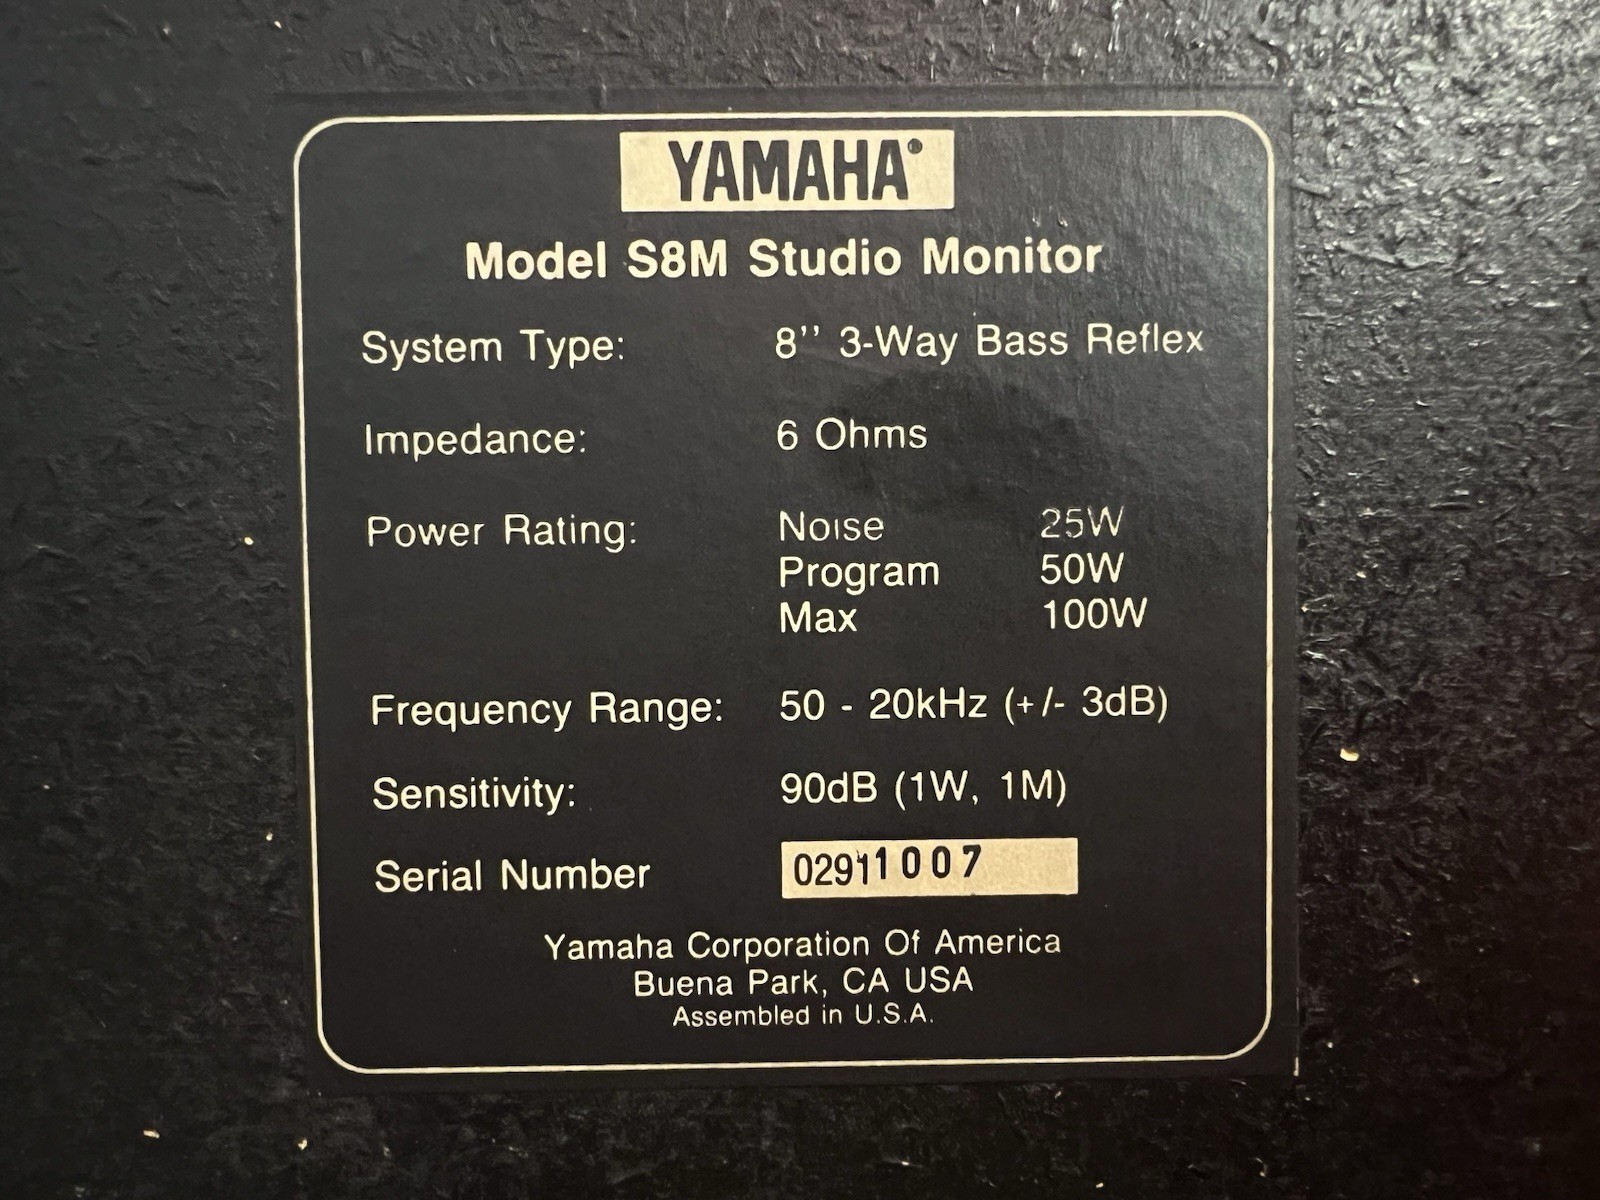 YAMAHA®
Model S8M Studio Monitor
System Type: 8'' 3-Way Bass Reflex
Impedance: 6 Ohms
Power Rating: Noise 25W
Program 50W
Max 100W
Frequency Range: 50 - 20kHz (+/- 3dB)
Sensitivity: 90dB (1W, 1M)
Serial Number 02911007
Yamaha Corporation Of America
Buena Park, CA USA
Assembled in U.S.A.